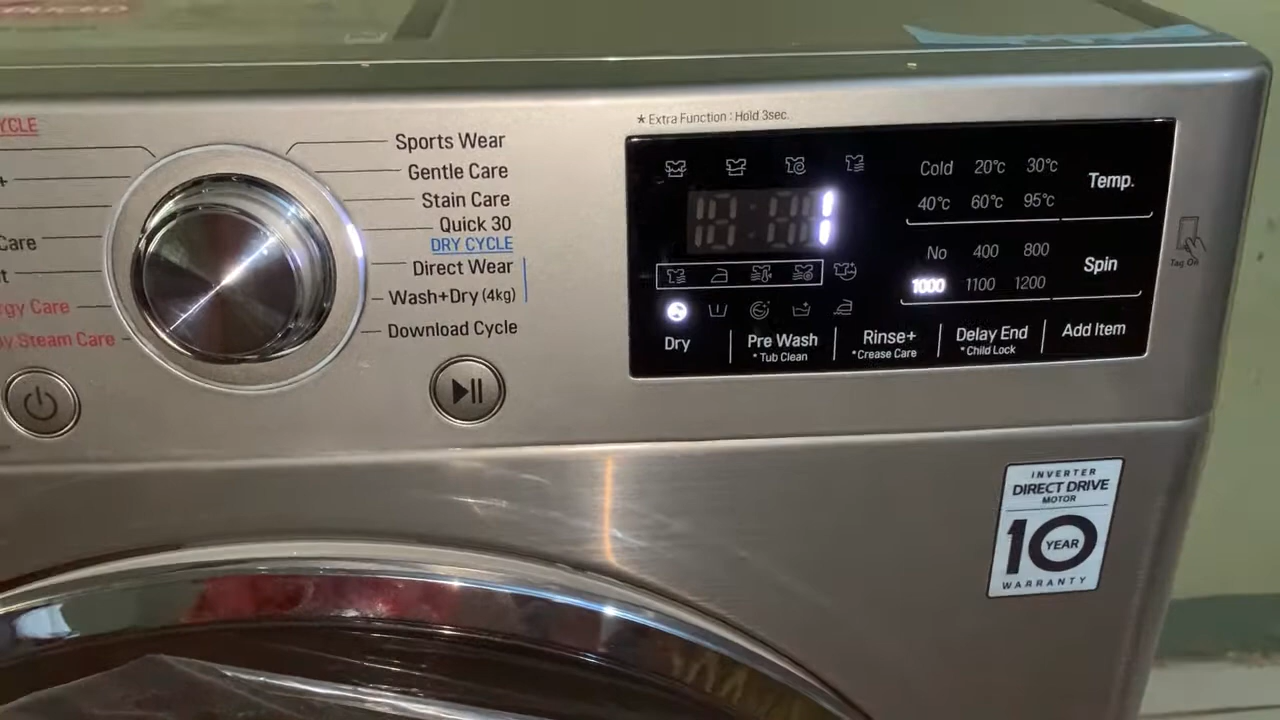 YCLE
+
Care
t
rgy Care
y Steam Care
Sports Wear
Gentle Care
Stain Care
Quick 30
DRY CYCLE
Direct Wear
Wash+Dry (4kg)
Download Cycle
* Extra Function : Hold 3sec.
1
Cold 20°c 30°c
40°c 60°c 95°c
Temp.
No 400 800
1000 1100 1200
Spin
Dry
Pre Wash
* Tub Clean
Rinse+
* Crease Care
Delay End
* Child Lock
Add Item
Tag On
INVERTER
DIRECT DRIVE
MOTOR
10 YEAR
WARRANTY